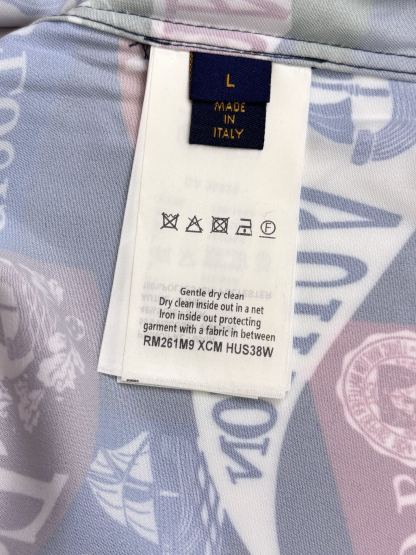 L
MADE
IN
ITALY
Gentle dry clean
Dry clean inside out in a net
Iron inside out protecting
garment with a fabric in between
RM261M9 XCM HUS38W